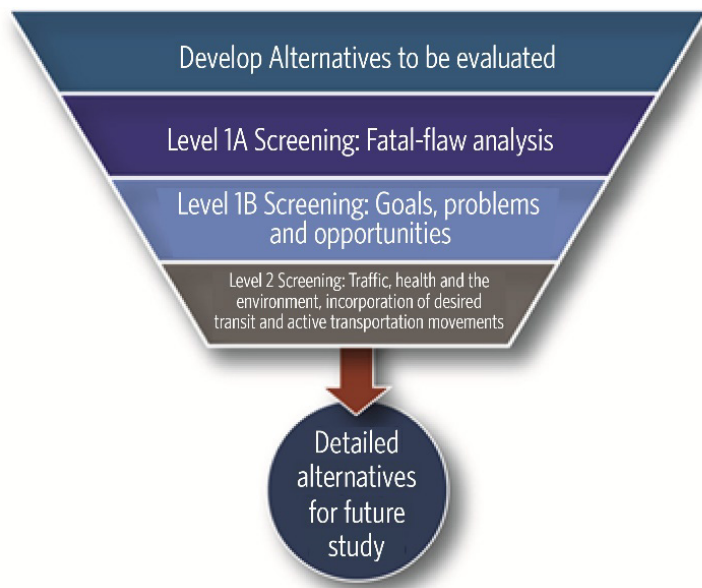 Develop Alternatives to be evaluated
Level 1A Screening: Fatal-flaw analysis
Level 1B Screening: Goals, problems
and opportunities
Level 2 Screening: Traffic, health and the
environment, incorporation of desired
transit and active transportation movements
Detailed
alternatives
for future
study